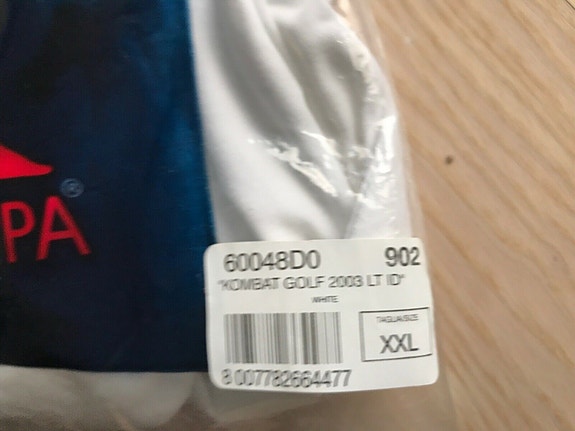 PA®
60048D0 902
"KOMBAT GOLF 2003 LT ID"
WHITE
TAGLIA/SIZE
XXL
8 007782664477